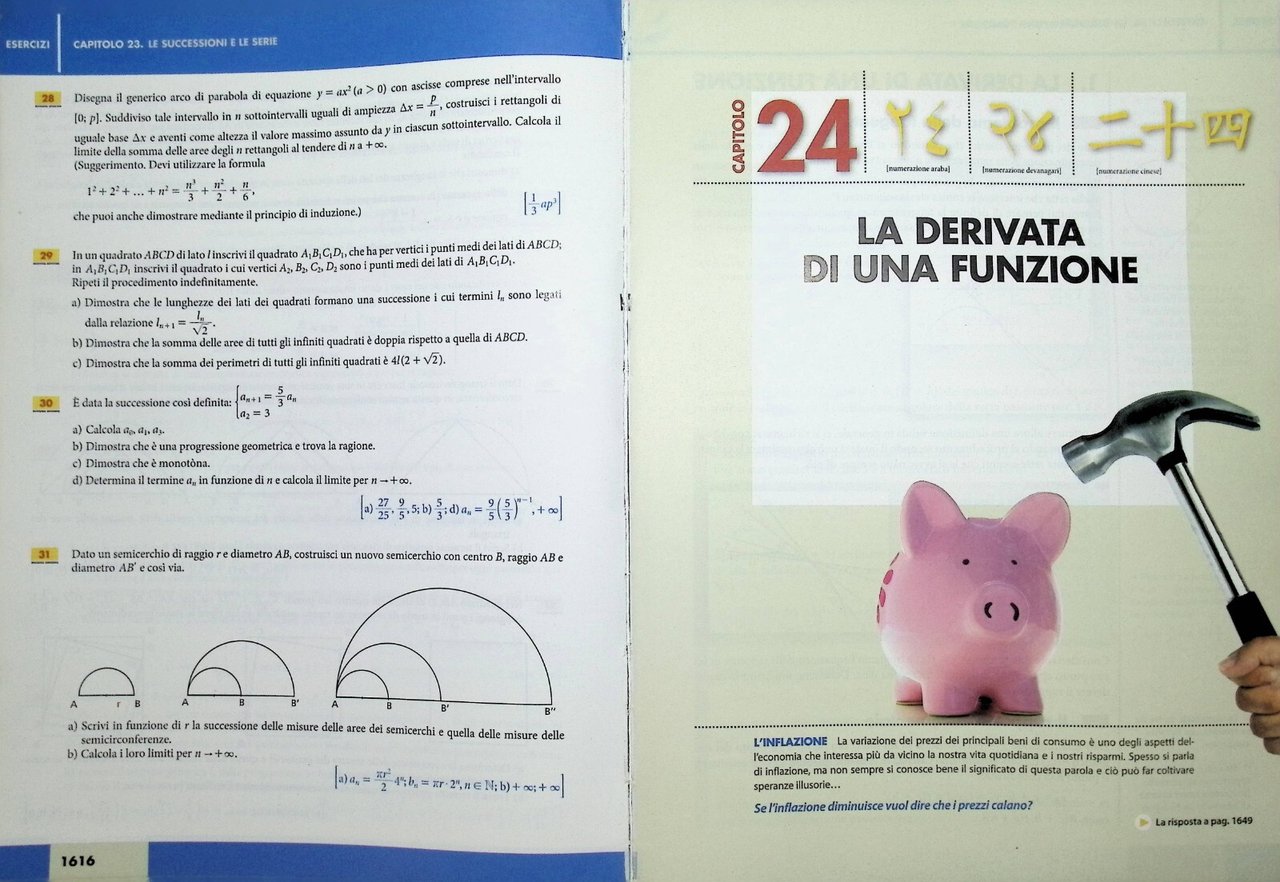 ESERCIZI CAPITOLO 23. LE SUCCESSIONI E LE SERIE
28 Disegna il generico arco di parabola di equazione y = ax² (a > 0) con ascisse comprese nell'intervallo
[0; p]. Suddiviso tale intervallo in n sottointervalli uguali di ampiezza Δx = p/n, costruisci i rettangoli di
uguale base Δx e aventi come altezza il valore massimo assunto da y in ciascun sottointervallo. Calcola il
limite della somma delle aree degli n rettangoli al tendere di n a +∞.
(Suggerimento. Devi utilizzare la formula
1² + 2² + … + n² = n³/3 + n²/2 + n/6,
che puoi anche dimostrare mediante il principio di induzione.) [1/3 ap³]
29 In un quadrato ABCD di lato l inscrivi il quadrato A₁B₁C₁D₁, che ha per vertici i punti medi dei lati di ABCD;
in A₁B₁C₁D₁ inscrivi il quadrato i cui vertici A₂, B₂, C₂, D₂ sono i punti medi dei lati di A₁B₁C₁D₁.
Ripeti il procedimento indefinitamente.
a) Dimostra che le lunghezze dei lati dei quadrati formano una successione i cui termini lₙ sono legati
dalla relazione lₙ₊₁ = lₙ/√2.
b) Dimostra che la somma delle aree di tutti gli infiniti quadrati è doppia rispetto a quella di ABCD.
c) Dimostra che la somma dei perimetri di tutti gli infiniti quadrati è 4l(2 + √2).
30 È data la successione così definita: { aₙ₊₁ = 5/3 aₙ
a₂ = 3
a) Calcola a₀, a₁, a₃.
b) Dimostra che è una progressione geometrica e trova la ragione.
c) Dimostra che è monotòna.
d) Determina il termine aₙ in funzione di n e calcola il limite per n → +∞.
[a) 27/25, 9/5, 5; b) 5/3; d) aₙ = 9/5 (5/3)ⁿ⁻¹, +∞]
31 Dato un semicerchio di raggio r e diametro AB, costruisci un nuovo semicerchio con centro B, raggio AB e
diametro AB' e così via.
A r B A B B' A B B' B"
a) Scrivi in funzione di r la successione delle misure delle aree dei semicerchi e quella delle misure delle
semicirconferenze.
b) Calcola i loro limiti per n → +∞.
[a) aₙ = πr²/2 4ⁿ; bₙ = πr · 2ⁿ, n ∈ ℕ; b) +∞; +∞]
1616
CAPITOLO 24 ٢٤ २४ 二十四
[numerazione araba] [numerazione devanagari] [numerazione cinese]
LA DERIVATA
DI UNA FUNZIONE
L'INFLAZIONE La variazione dei prezzi dei principali beni di consumo è uno degli aspetti del-
l'economia che interessa più da vicino la nostra vita quotidiana e i nostri risparmi. Spesso si parla
di inflazione, ma non sempre si conosce bene il significato di questa parola e ciò può far coltivare
speranze illusorie…
Se l'inflazione diminuisce vuol dire che i prezzi calano?
La risposta a pag. 1649